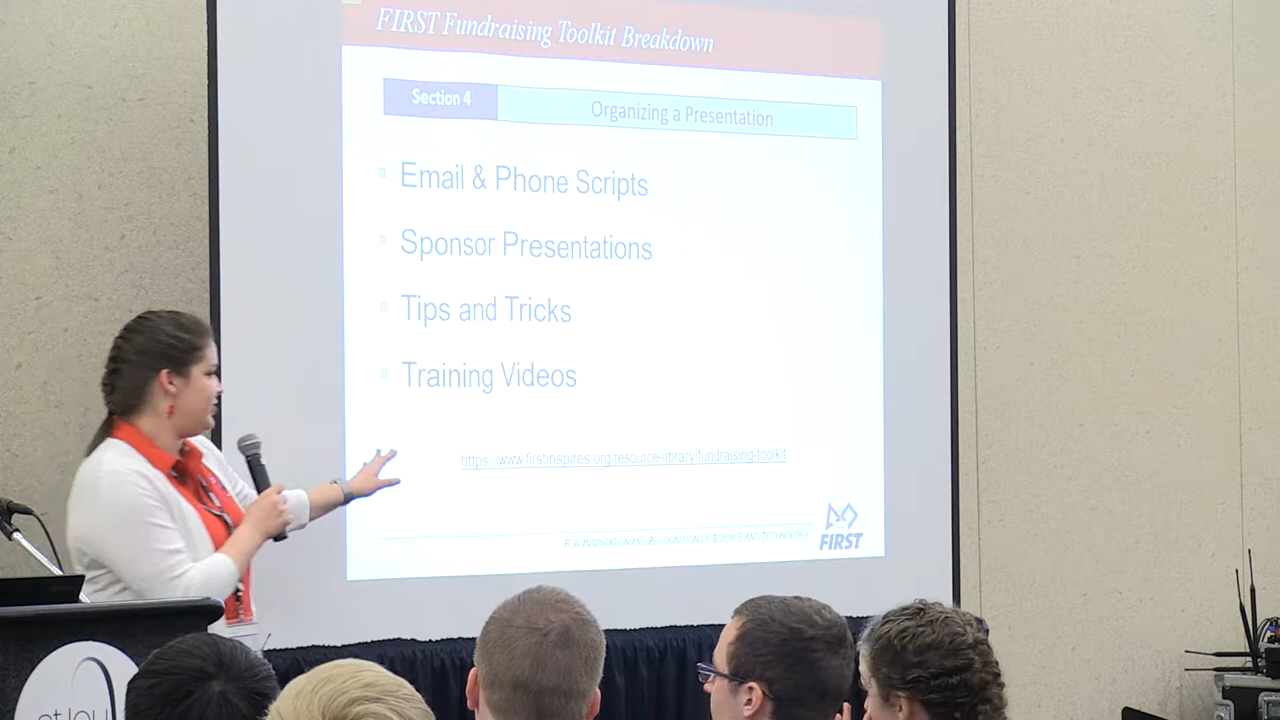 FIRST Fundraising Toolkit Breakdown
Section 4
Organizing a Presentation
Email & Phone Scripts
Sponsor Presentations
Tips and Tricks
Training Videos
https://www.firstinspires.org/resource-library/fundraising-toolkit
FOR INSPIRATION AND RECOGNITION OF SCIENCE AND TECHNOLOGY
FIRST